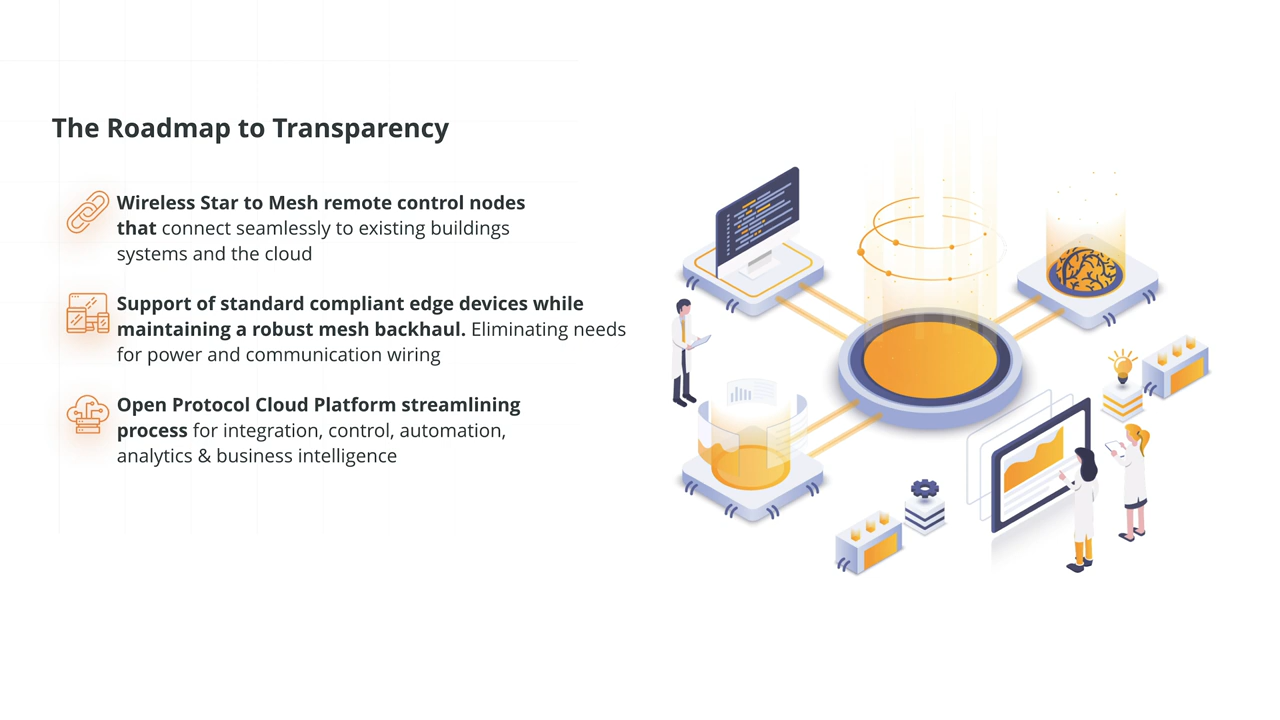 The Roadmap to Transparency
Wireless Star to Mesh remote control nodes
that connect seamlessly to existing buildings
systems and the cloud
Support of standard compliant edge devices while
maintaining a robust mesh backhaul. Eliminating needs
for power and communication wiring
Open Protocol Cloud Platform streamlining
process for integration, control, automation,
analytics & business intelligence